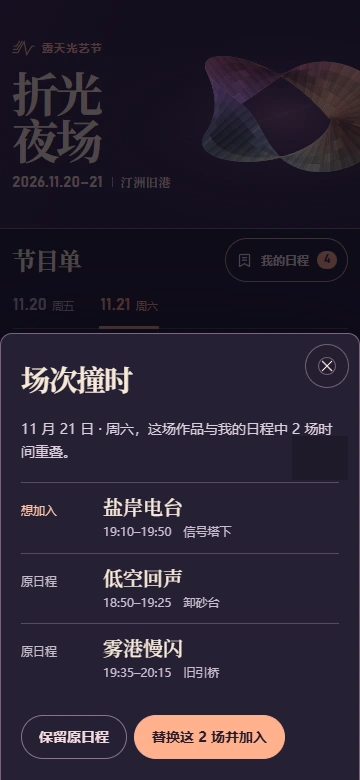 露天光艺节
折光
夜场
2026.11.20–21 | 汀洲旧港
节目单
我的日程 4
11.20 周五 11.21 周六
场次撞时
11 月 21 日 · 周六，这场作品与我的日程中 2 场时
间重叠。
想加入 盐岸电台
19:10–19:50 信号塔下
原日程 低空回声
18:50–19:25 卸砂台
原日程 雾港慢闪
19:35–20:15 旧引桥
保留原日程 替换这 2 场并加入